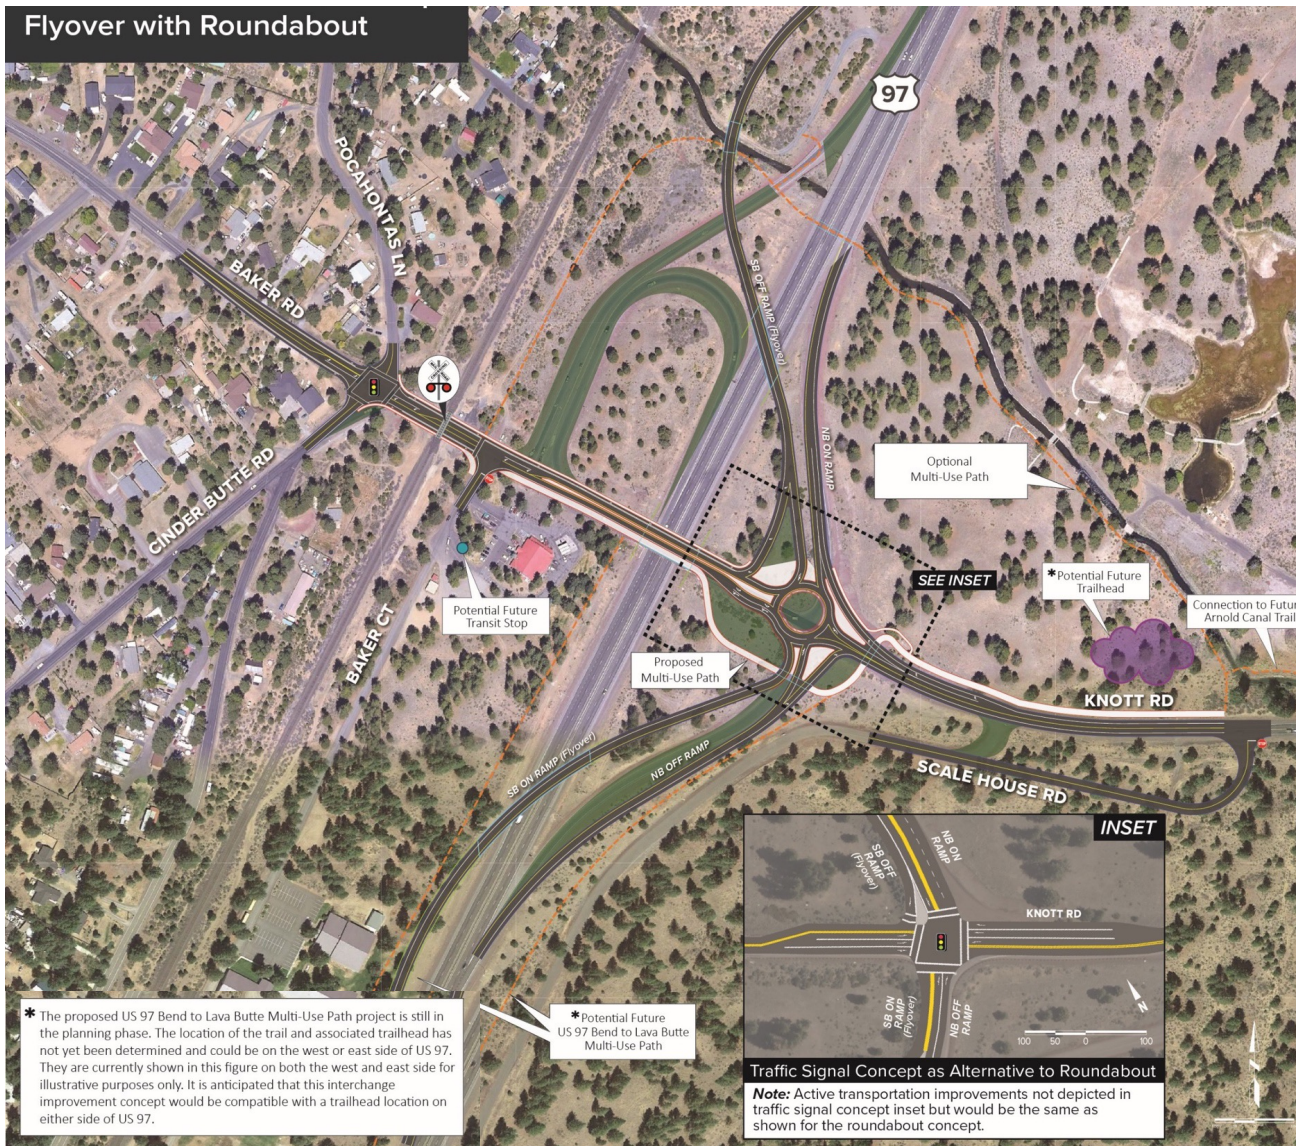 Flyover with Roundabout
97
POCAHONTAS LN
BAKER RD
SB OFF RAMP (Flyover)
NB ON RAMP
CINDER BUTTE RD
Optional
Multi-Use Path
SEE INSET
*Potential Future
Trailhead
Connection to Futur
Arnold Canal Trail
Potential Future
Transit Stop
BAKER CT
Proposed
Multi-Use Path
KNOTT RD
SB ON RAMP (Flyover)
NB OFF RAMP
SCALE HOUSE RD
INSET
NB ON
RAMP
SB OFF
RAMP
(Flyover)
KNOTT RD
SB ON
RAMP
(Flyover)
NB OFF
RAMP
N
100 50 0 100
Traffic Signal Concept as Alternative to Roundabout
Note: Active transportation improvements not depicted in
traffic signal concept inset but would be the same as
shown for the roundabout concept.
*Potential Future
US 97 Bend to Lava Butte
Multi-Use Path
* The proposed US 97 Bend to Lava Butte Multi-Use Path project is still in
the planning phase. The location of the trail and associated trailhead has
not yet been determined and could be on the west or east side of US 97.
They are currently shown in this figure on both the west and east side for
illustrative purposes only. It is anticipated that this interchange
improvement concept would be compatible with a trailhead location on
either side of US 97.